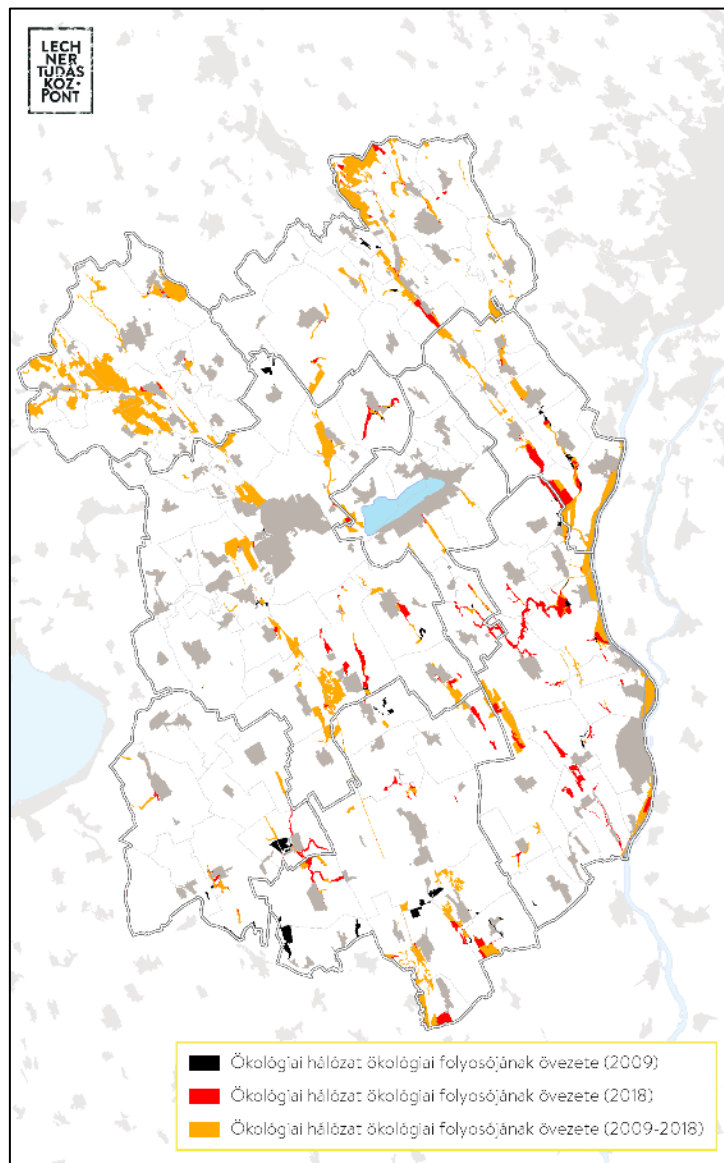 LECH
NER
TUDÁS
KÖZ•
PONT
Ökológiai hálózat ökológiai folyosójának övezete (2009)
Ökológiai hálózat ökológiai folyosójának övezete (2018)
Ökológiai hálózat ökológiai folyosójának övezete (2009-2018)